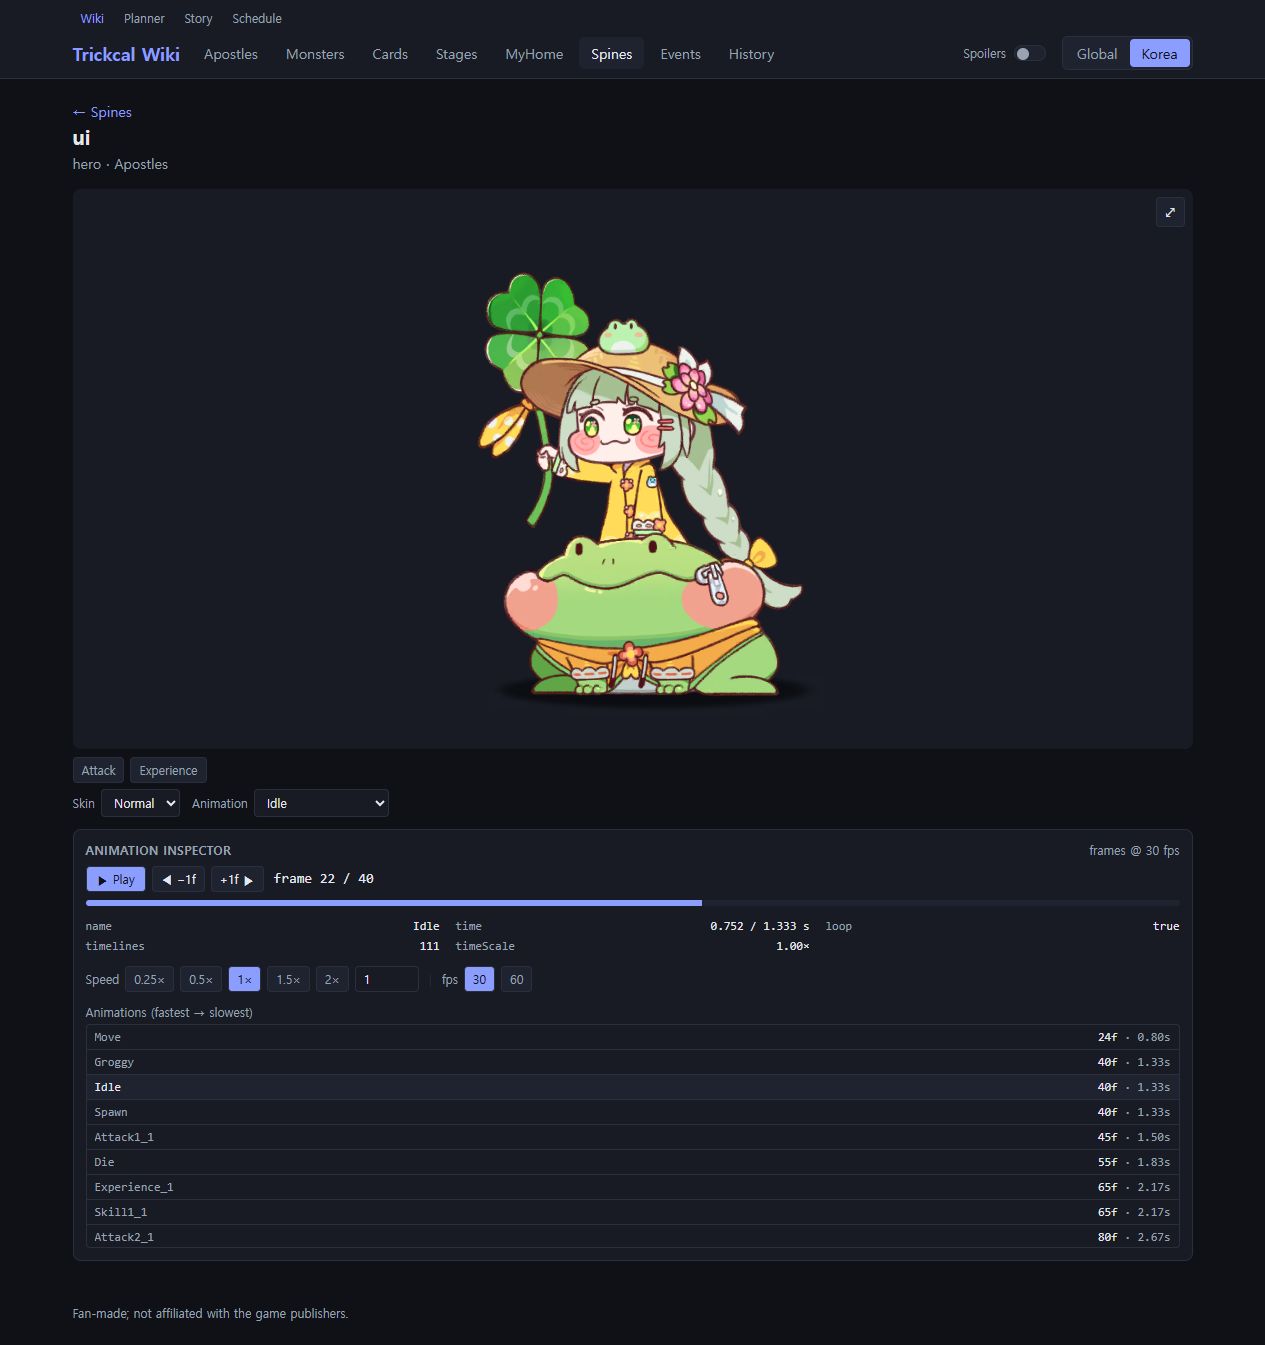 Wiki Planner Story Schedule
Trickcal Wiki Apostles Monsters Cards Stages MyHome Spines Events History Spoilers Global Korea
← Spines
ui
hero · Apostles
Attack Experience
Skin Normal Animation Idle
ANIMATION INSPECTOR frames @ 30 fps
▶ Play ◀ −1f +1f ▶ frame 22 / 40
name Idle time 0.752 / 1.333 s loop true
timelines 111 timeScale 1.00×
Speed 0.25× 0.5× 1× 1.5× 2× 1 fps 30 60
Animations (fastest → slowest)
Move 24f · 0.80s
Groggy 40f · 1.33s
Idle 40f · 1.33s
Spawn 40f · 1.33s
Attack1_1 45f · 1.50s
Die 55f · 1.83s
Experience_1 65f · 2.17s
Skill1_1 65f · 2.17s
Attack2_1 80f · 2.67s
Fan-made; not affiliated with the game publishers.